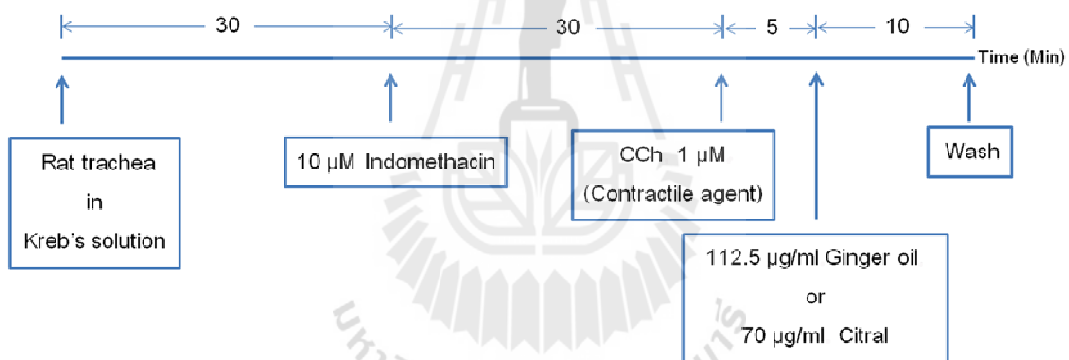 30
30
5
10
Time (Min)
Rat trachea
in
Kreb's solution
10 µM Indomethacin
CCh 1 µM
(Contractile agent)
Wash
112.5 µg/ml Ginger oil
or
70 µg/ml Citral